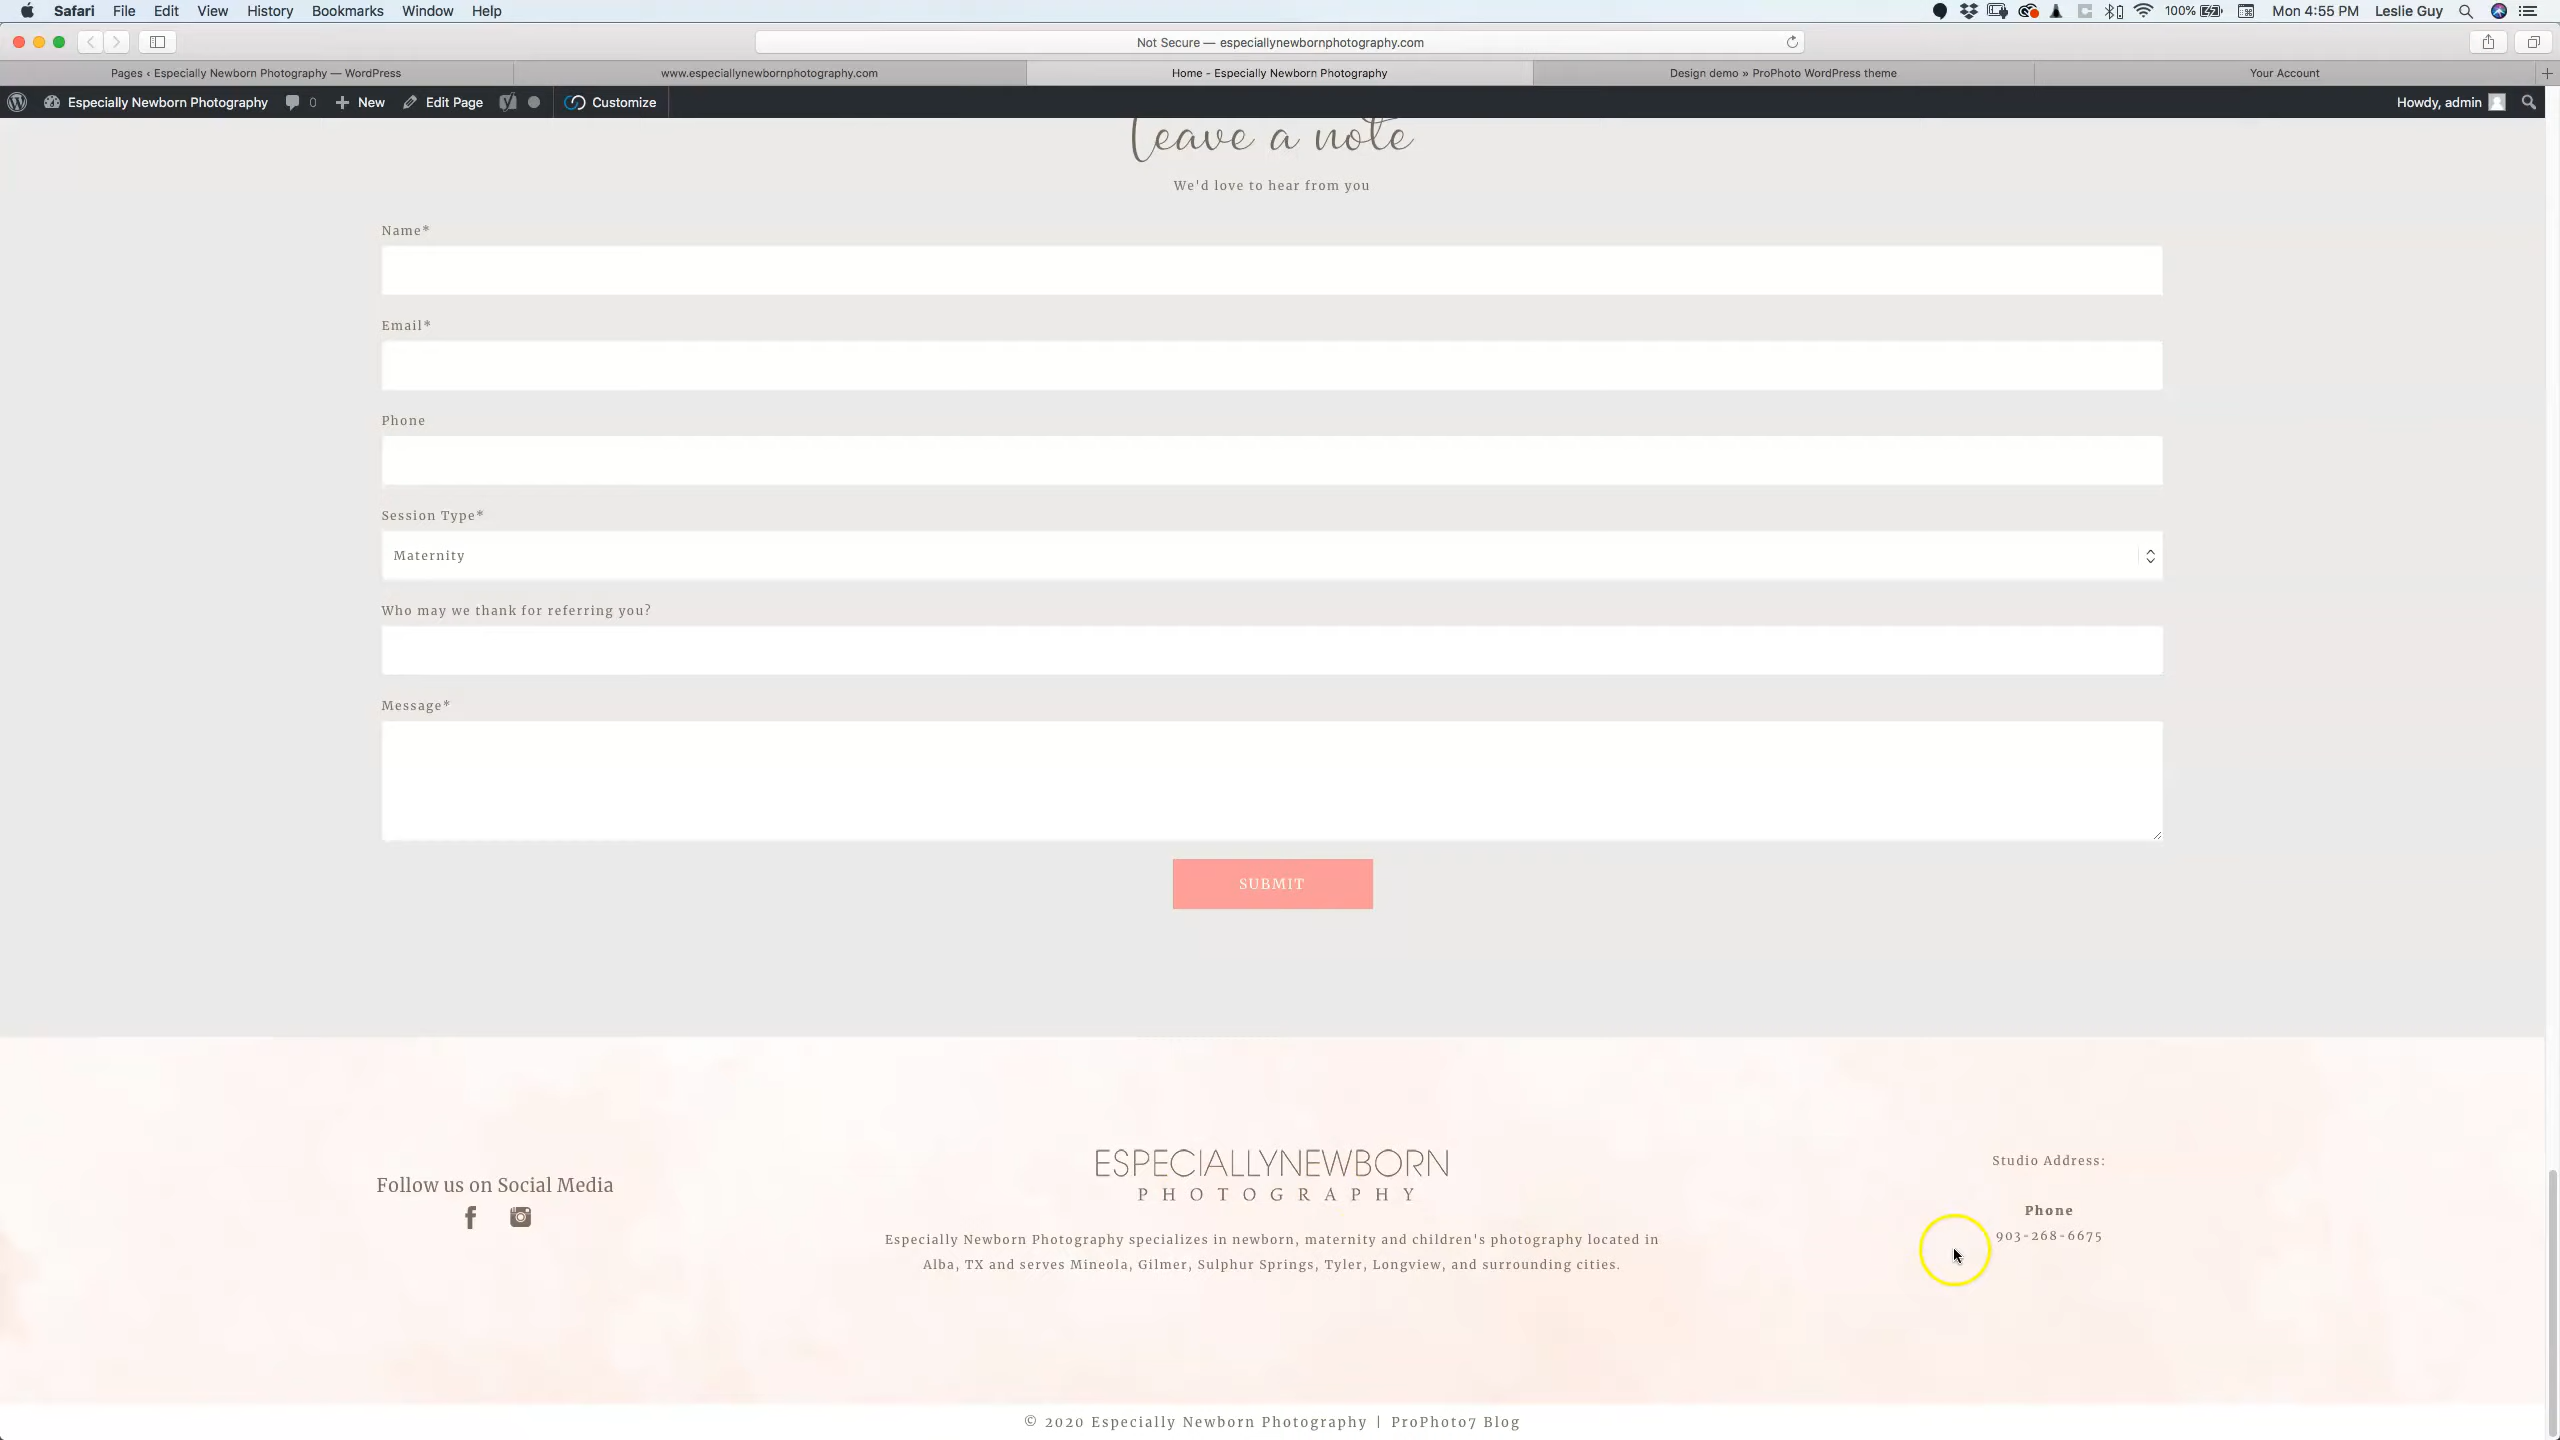 Safari File Edit View History Bookmarks Window Help
100% Mon 4:55 PM Leslie Guy
Not Secure — especiallynewbornphotography.com
Pages ‹ Especially Newborn Photography — WordPress
www.especiallynewbornphotography.com
Home - Especially Newborn Photography
Design demo » ProPhoto WordPress theme
Your Account
Especially Newborn Photography 0 New Edit Page Customize
Howdy, admin
Leave a note
We'd love to hear from you
Name*
Email*
Phone
Session Type*
Maternity
Who may we thank for referring you?
Message*
SUBMIT
Follow us on Social Media
ESPECIALLYNEWBORN
PHOTOGRAPHY
Especially Newborn Photography specializes in newborn, maternity and children's photography located in
Alba, TX and serves Mineola, Gilmer, Sulphur Springs, Tyler, Longview, and surrounding cities.
Studio Address:
Phone
903-268-6675
© 2020 Especially Newborn Photography | ProPhoto7 Blog